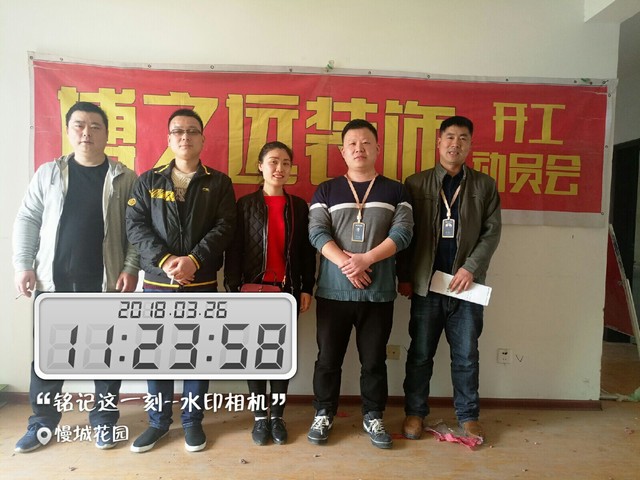 博之远装饰
开工
动员会
2018.03.26
11:23:58
“铭记这一刻--水印相机”
慢城花园